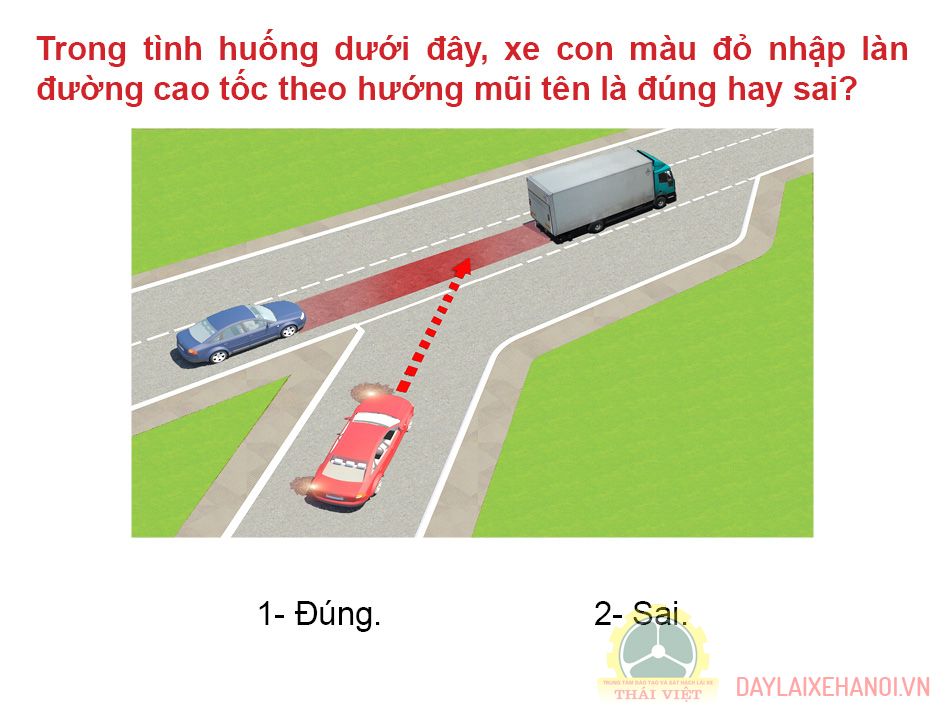 Trong tình huống dưới đây, xe con màu đỏ nhập làn
đường cao tốc theo hướng mũi tên là đúng hay sai?
1- Đúng. 2- Sai.
TRUNG TÂM ĐÀO TẠO VÀ SÁT HẠCH LÁI XE
THÁI VIỆT
DAYLAIXEHANOI.VN